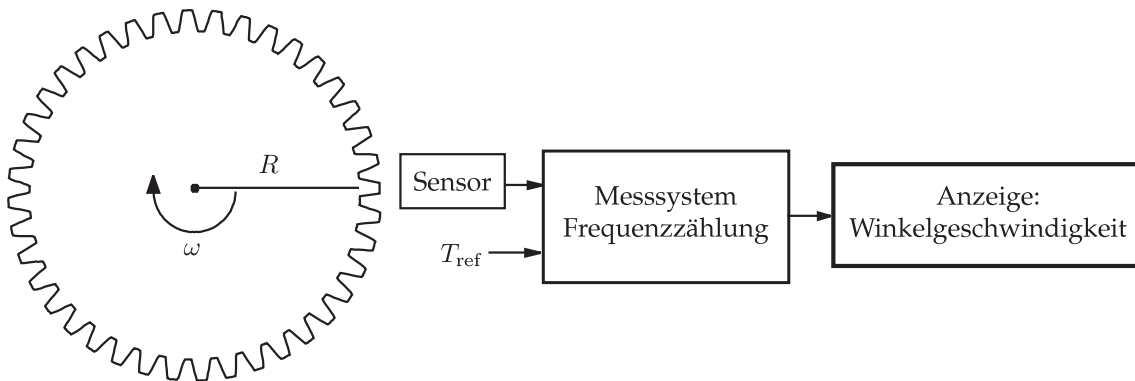 R
ω
Sensor
T_ref
Messsystem
Frequenzzählung
Anzeige:
Winkelgeschwindigkeit